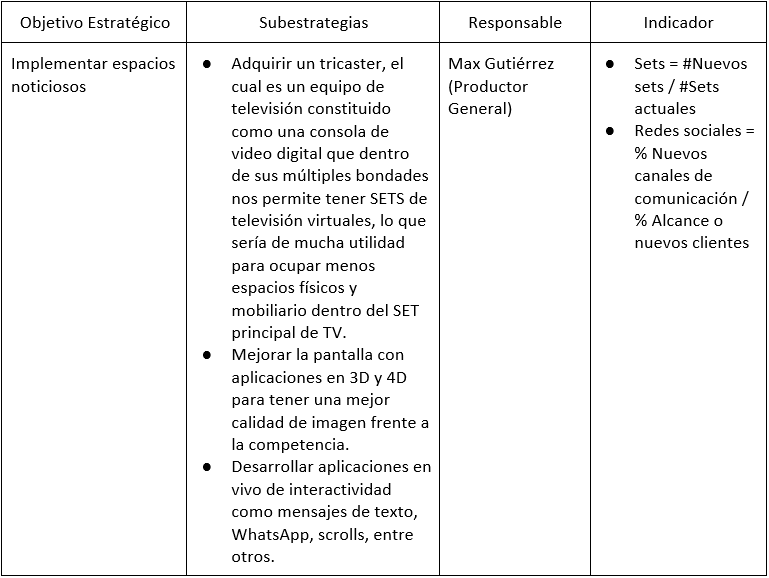 Objetivo Estratégico
Subestrategias
Responsable
Indicador
Implementar espacios
noticiosos
● Adquirir un tricaster, el
cual es un equipo de
televisión constituido
como una consola de
video digital que dentro
de sus múltiples bondades
nos permite tener SETS de
televisión virtuales, lo que
sería de mucha utilidad
para ocupar menos
espacios físicos y
mobiliario dentro del SET
principal de TV.
● Mejorar la pantalla con
aplicaciones en 3D y 4D
para tener una mejor
calidad de imagen frente a
la competencia.
● Desarrollar aplicaciones en
vivo de interactividad
como mensajes de texto,
WhatsApp, scrolls, entre
otros.
Max Gutiérrez
(Productor
General)
● Sets = #Nuevos
sets / #Sets
actuales
● Redes sociales =
% Nuevos
canales de
comunicación /
% Alcance o
nuevos clientes